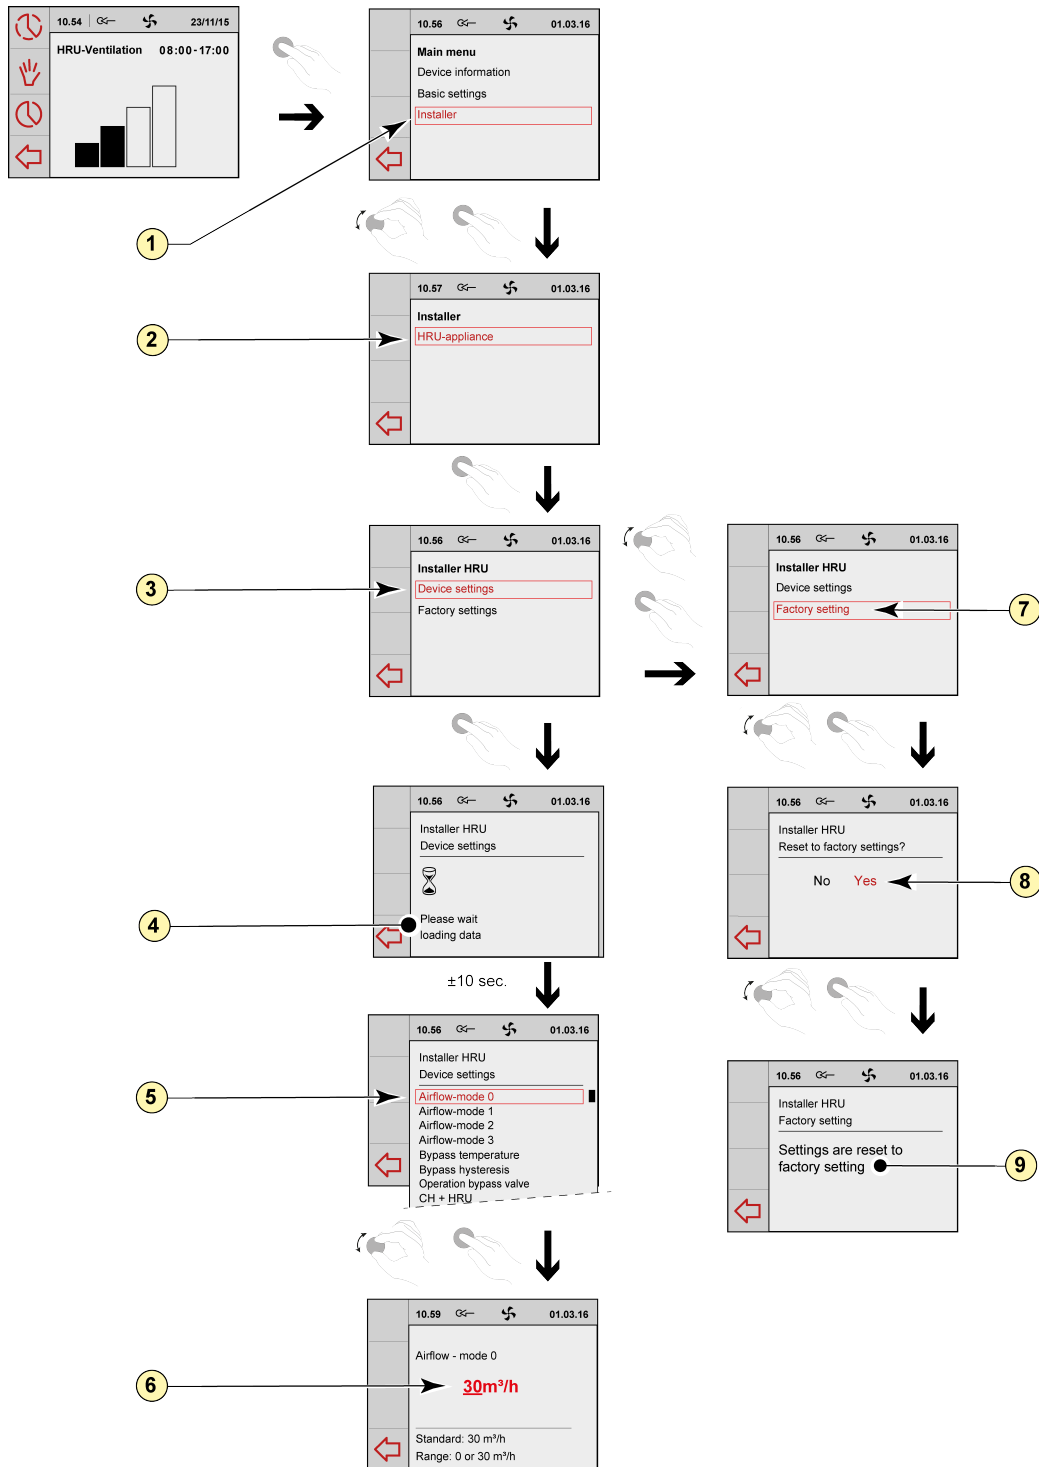 10.54 23/11/15
HRU-Ventilation 08:00-17:00
10.56 01.03.16
Main menu
Device information
Basic settings
Installer
1
10.57 01.03.16
Installer
HRU-appliance
2
10.56 01.03.16
Installer HRU
Device settings
Factory settings
3
10.56 01.03.16
Installer HRU
Device settings
Factory setting
7
10.56 01.03.16
Installer HRU
Device settings
Please wait
loading data
4
±10 sec.
10.56 01.03.16
Installer HRU
Reset to factory settings?
No Yes
8
10.56 01.03.16
Installer HRU
Device settings
Airflow-mode 0
Airflow-mode 1
Airflow-mode 2
Airflow-mode 3
Bypass temperature
Bypass hysteresis
Operation bypass valve
CH + HRU
5
10.56 01.03.16
Installer HRU
Factory setting
Settings are reset to
factory setting
9
10.59 01.03.16
Airflow - mode 0
30m³/h
Standard: 30 m³/h
Range: 0 or 30 m³/h
6